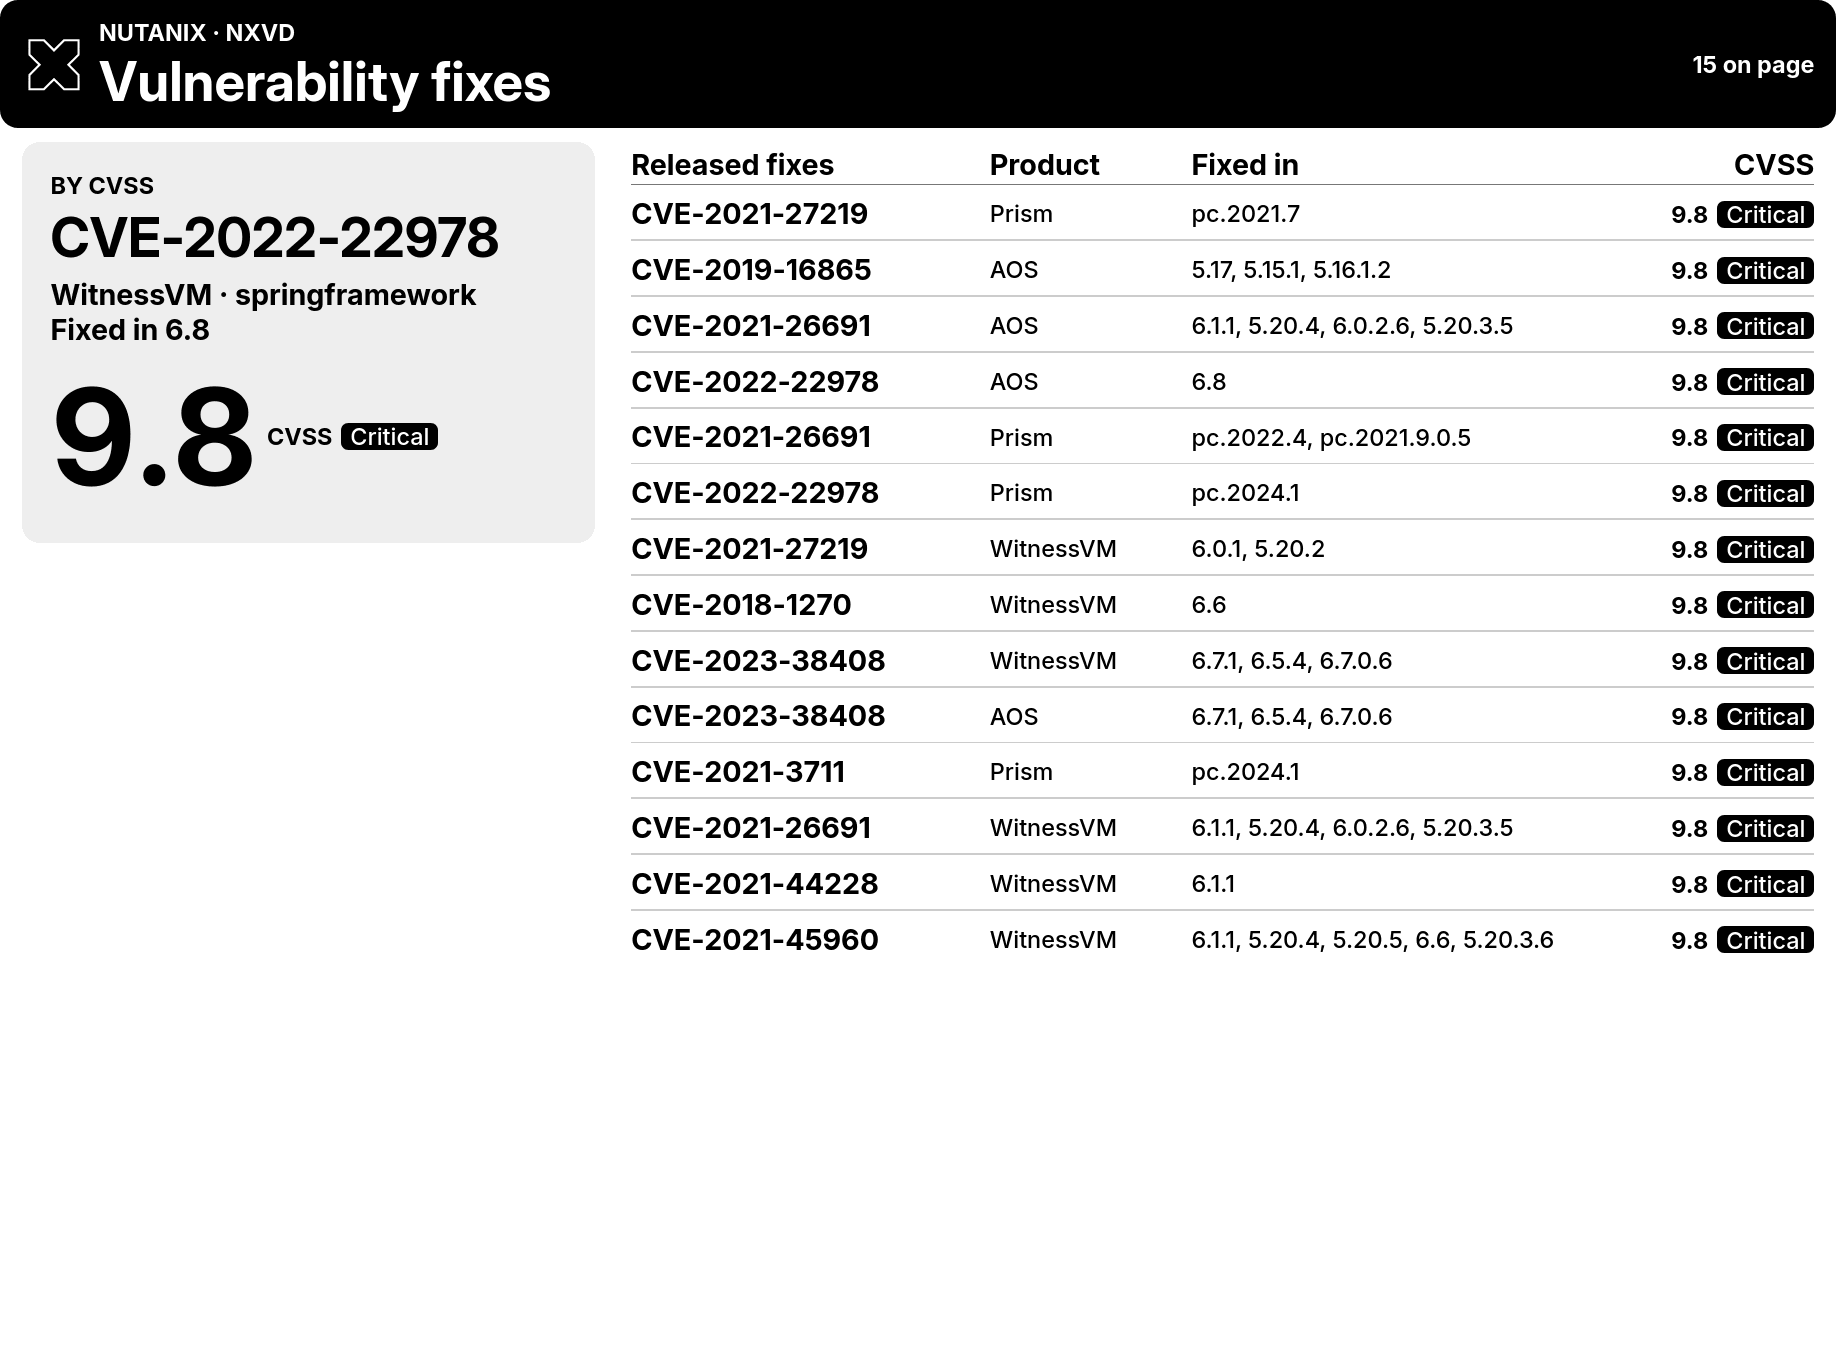 NUTANIX · NXVD
Vulnerability fixes
15 on page
BY CVSS
CVE-2022-22978
WitnessVM · springframework
Fixed in 6.8
9.8 CVSS Critical
Released fixes Product Fixed in CVSS
CVE-2021-27219 Prism pc.2021.7 9.8 Critical
CVE-2019-16865 AOS 5.17, 5.15.1, 5.16.1.2 9.8 Critical
CVE-2021-26691 AOS 6.1.1, 5.20.4, 6.0.2.6, 5.20.3.5 9.8 Critical
CVE-2022-22978 AOS 6.8 9.8 Critical
CVE-2021-26691 Prism pc.2022.4, pc.2021.9.0.5 9.8 Critical
CVE-2022-22978 Prism pc.2024.1 9.8 Critical
CVE-2021-27219 WitnessVM 6.0.1, 5.20.2 9.8 Critical
CVE-2018-1270 WitnessVM 6.6 9.8 Critical
CVE-2023-38408 WitnessVM 6.7.1, 6.5.4, 6.7.0.6 9.8 Critical
CVE-2023-38408 AOS 6.7.1, 6.5.4, 6.7.0.6 9.8 Critical
CVE-2021-3711 Prism pc.2024.1 9.8 Critical
CVE-2021-26691 WitnessVM 6.1.1, 5.20.4, 6.0.2.6, 5.20.3.5 9.8 Critical
CVE-2021-44228 WitnessVM 6.1.1 9.8 Critical
CVE-2021-45960 WitnessVM 6.1.1, 5.20.4, 5.20.5, 6.6, 5.20.3.6 9.8 Critical